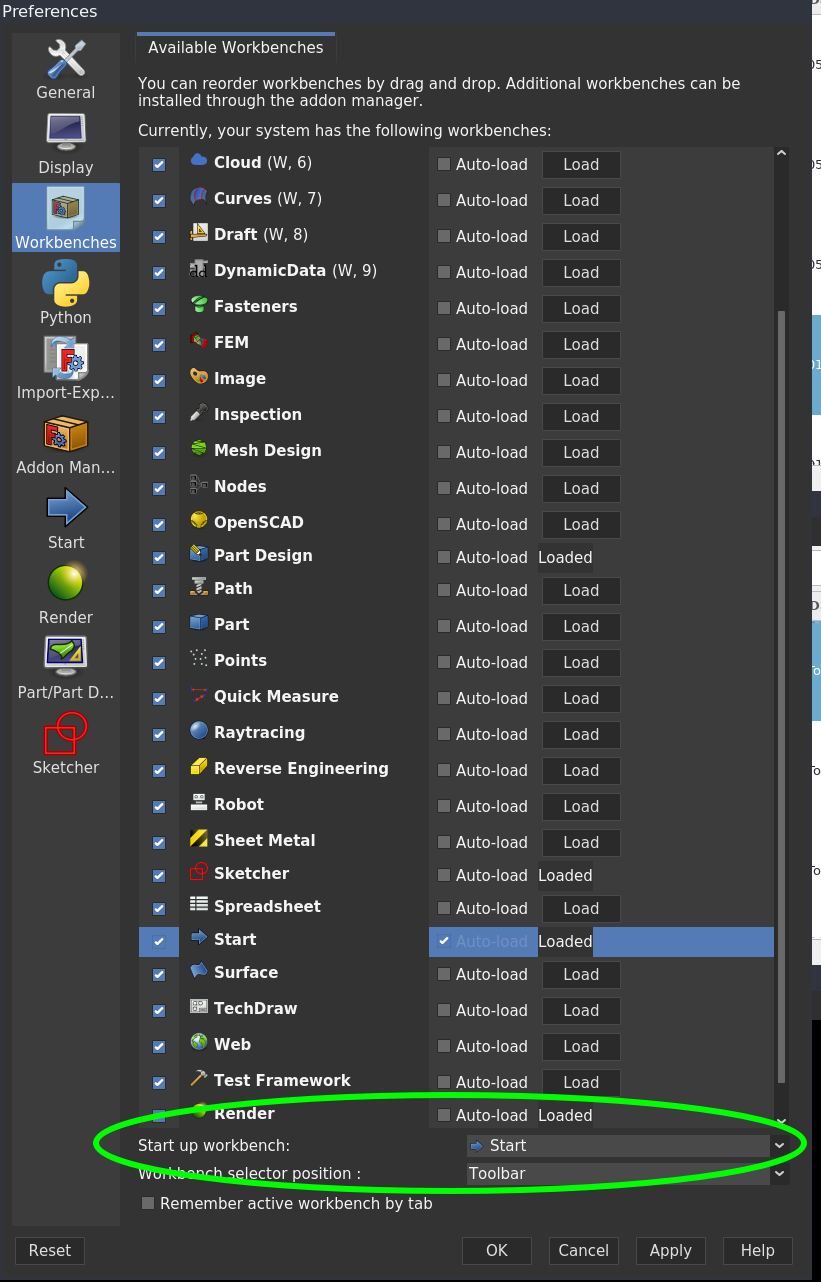 Preferences
General
Display
Workbenches
Python
Import-Exp...
Addon Man...
Start
Render
Part/Part D...
Sketcher
Available Workbenches
You can reorder workbenches by drag and drop. Additional workbenches can be
installed through the addon manager.
Currently, your system has the following workbenches:
Cloud (W, 6) Auto-load Load
Curves (W, 7) Auto-load Load
Draft (W, 8) Auto-load Load
DynamicData (W, 9) Auto-load Load
Fasteners Auto-load Load
FEM Auto-load Load
Image Auto-load Load
Inspection Auto-load Load
Mesh Design Auto-load Load
Nodes Auto-load Load
OpenSCAD Auto-load Load
Part Design Auto-load Loaded
Path Auto-load Load
Part Auto-load Load
Points Auto-load Load
Quick Measure Auto-load Load
Raytracing Auto-load Load
Reverse Engineering Auto-load Load
Robot Auto-load Load
Sheet Metal Auto-load Load
Sketcher Auto-load Loaded
Spreadsheet Auto-load Load
Start Auto-load Loaded
Surface Auto-load Load
TechDraw Auto-load Load
Web Auto-load Load
Test Framework Auto-load Load
Render Auto-load Loaded
Start up workbench: Start
Workbench selector position : Toolbar
Remember active workbench by tab
Reset OK Cancel Apply Help